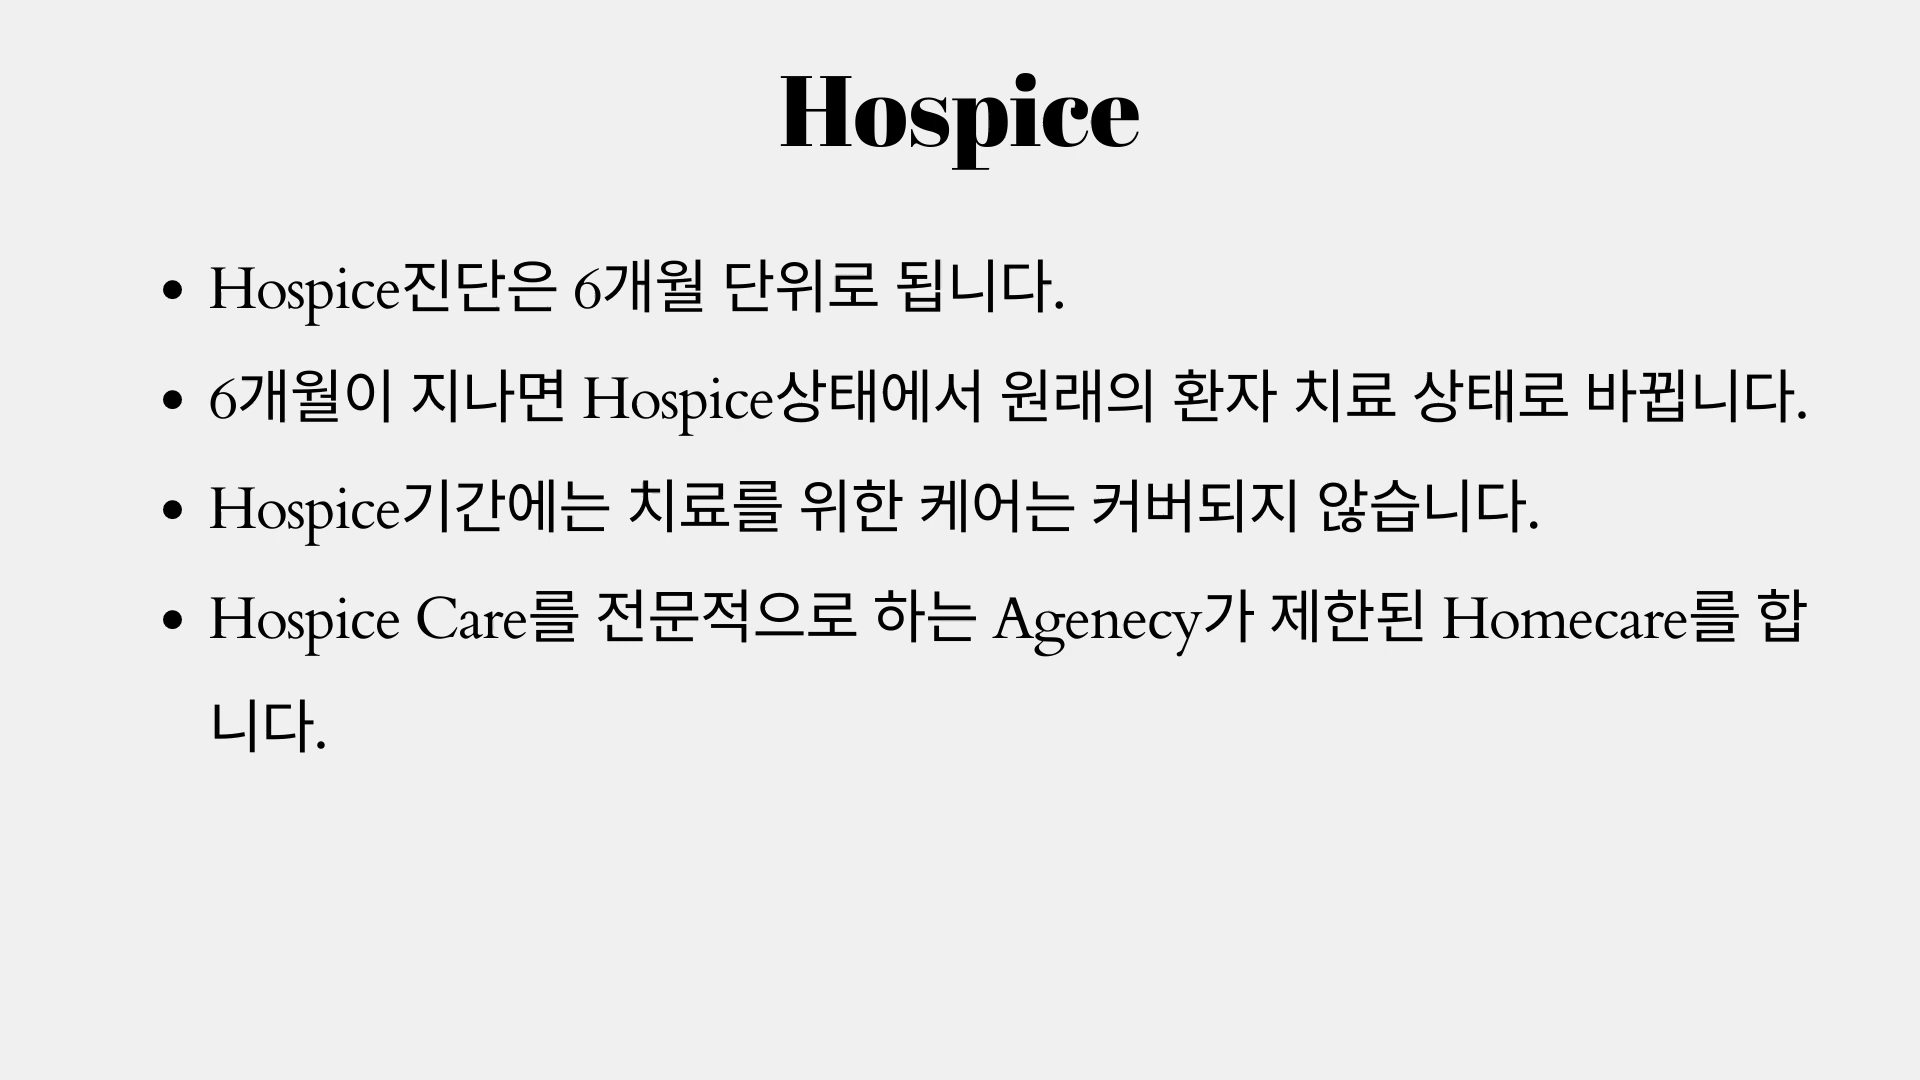 Hospice
• Hospice진단은 6개월 단위로 됩니다.
• 6개월이 지나면 Hospice상태에서 원래의 환자 치료 상태로 바뀝니다.
• Hospice기간에는 치료를 위한 케어는 커버되지 않습니다.
• Hospice Care를 전문적으로 하는 Agenecy가 제한된 Homecare를 합
니다.